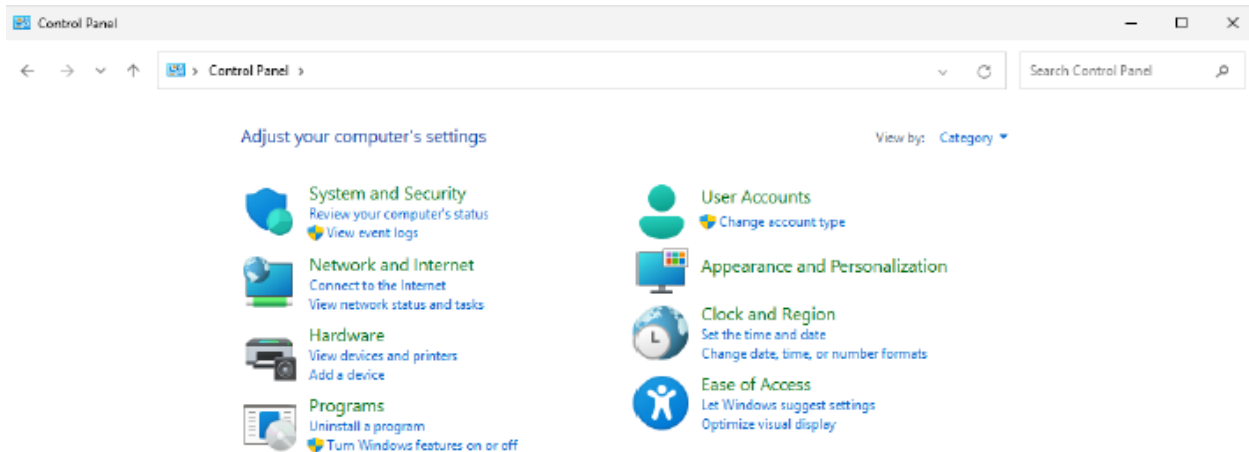 Control Panel
Control Panel
Search Control Panel
Adjust your computer's settings
View by: Category
System and Security
Review your computer's status
View event logs
Network and Internet
Connect to the Internet
View network status and tasks
Hardware
View devices and printers
Add a device
Programs
Uninstall a program
Turn Windows features on or off
User Accounts
Change account type
Appearance and Personalization
Clock and Region
Set the time and date
Change date, time, or number formats
Ease of Access
Let Windows suggest settings
Optimize visual display